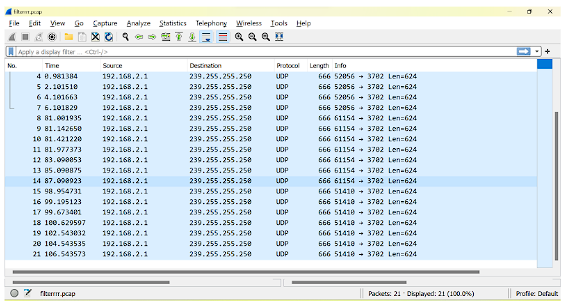 filterrr.pcap
File Edit View Go Capture Analyze Statistics Telephony Wireless Tools Help
Apply a display filter ... <Ctrl-/>
No. Time Source Destination Protocol Length Info
4 0.981384 192.168.2.1 239.255.255.250 UDP 666 52056 → 3702 Len=624
5 2.101510 192.168.2.1 239.255.255.250 UDP 666 52056 → 3702 Len=624
6 4.101663 192.168.2.1 239.255.255.250 UDP 666 52056 → 3702 Len=624
7 6.101829 192.168.2.1 239.255.255.250 UDP 666 52056 → 3702 Len=624
8 81.001935 192.168.2.1 239.255.255.250 UDP 666 61154 → 3702 Len=624
9 81.142650 192.168.2.1 239.255.255.250 UDP 666 61154 → 3702 Len=624
10 81.421220 192.168.2.1 239.255.255.250 UDP 666 61154 → 3702 Len=624
11 81.977373 192.168.2.1 239.255.255.250 UDP 666 61154 → 3702 Len=624
12 83.090053 192.168.2.1 239.255.255.250 UDP 666 61154 → 3702 Len=624
13 85.090875 192.168.2.1 239.255.255.250 UDP 666 61154 → 3702 Len=624
14 87.090923 192.168.2.1 239.255.255.250 UDP 666 61154 → 3702 Len=624
15 98.954731 192.168.2.1 239.255.255.250 UDP 666 51410 → 3702 Len=624
16 99.195123 192.168.2.1 239.255.255.250 UDP 666 51410 → 3702 Len=624
17 99.673401 192.168.2.1 239.255.255.250 UDP 666 51410 → 3702 Len=624
18 100.629597 192.168.2.1 239.255.255.250 UDP 666 51410 → 3702 Len=624
19 102.543032 192.168.2.1 239.255.255.250 UDP 666 51410 → 3702 Len=624
20 104.543535 192.168.2.1 239.255.255.250 UDP 666 51410 → 3702 Len=624
21 106.543573 192.168.2.1 239.255.255.250 UDP 666 51410 → 3702 Len=624
filterrr.pcap Packets: 21 · Displayed: 21 (100.0%) Profile: Default